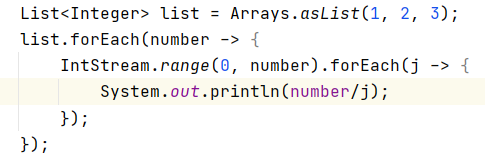 List<Integer> list = Arrays.asList(1, 2, 3);
list.forEach(number -> {
    IntStream.range(0, number).forEach(j -> {
        System.out.println(number/j);
    });
});